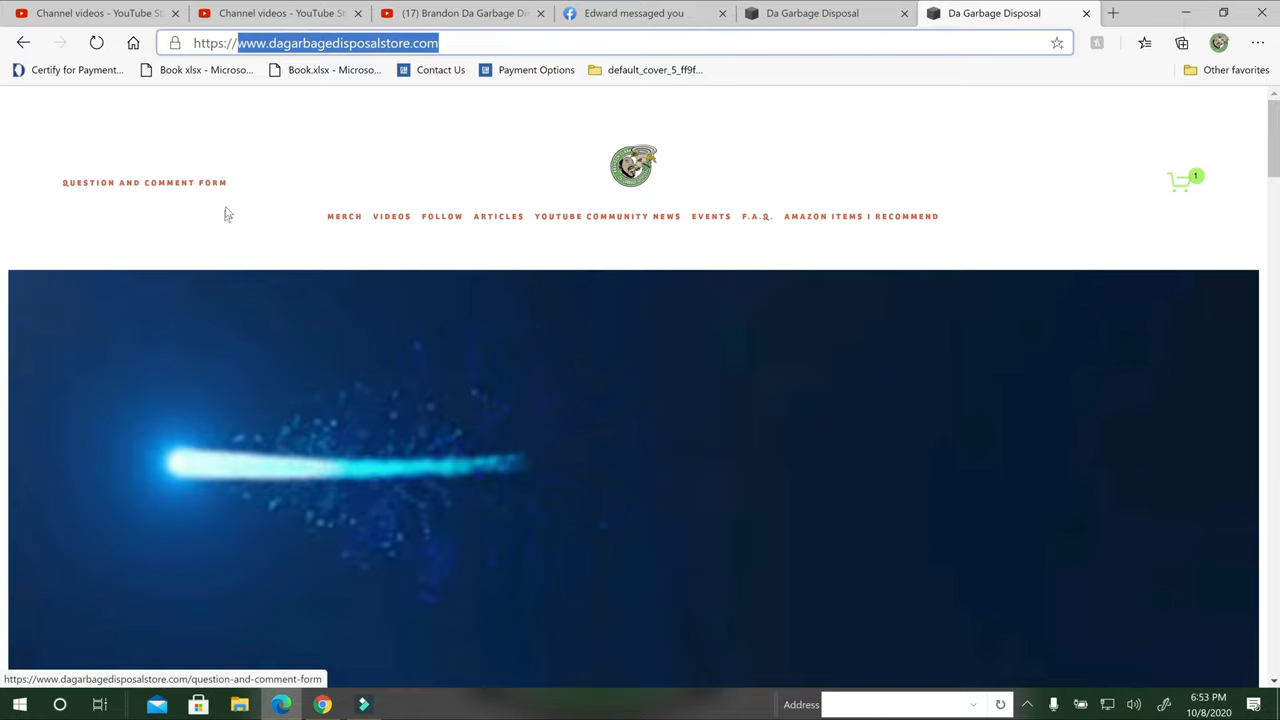 Channel videos - YouTube St
Channel videos - YouTube St
(17) Brandon Da Garbage Di
Edward messaged you
Da Garbage Disposal
Da Garbage Disposal
https://www.dagarbagedisposalstore.com
Certify for Payment...
Book xlsx - Microso...
Book.xlsx - Microso...
Contact Us
Payment Options
default_cover_5_ff9f...
Other favorites
QUESTION AND COMMENT FORM
1
MERCH VIDEOS FOLLOW ARTICLES YOUTUBE COMMUNITY NEWS EVENTS F.A.Q. AMAZON ITEMS I RECOMMEND
https://www.dagarbagedisposalstore.com/question-and-comment-form
Address
6:53 PM
10/8/2020